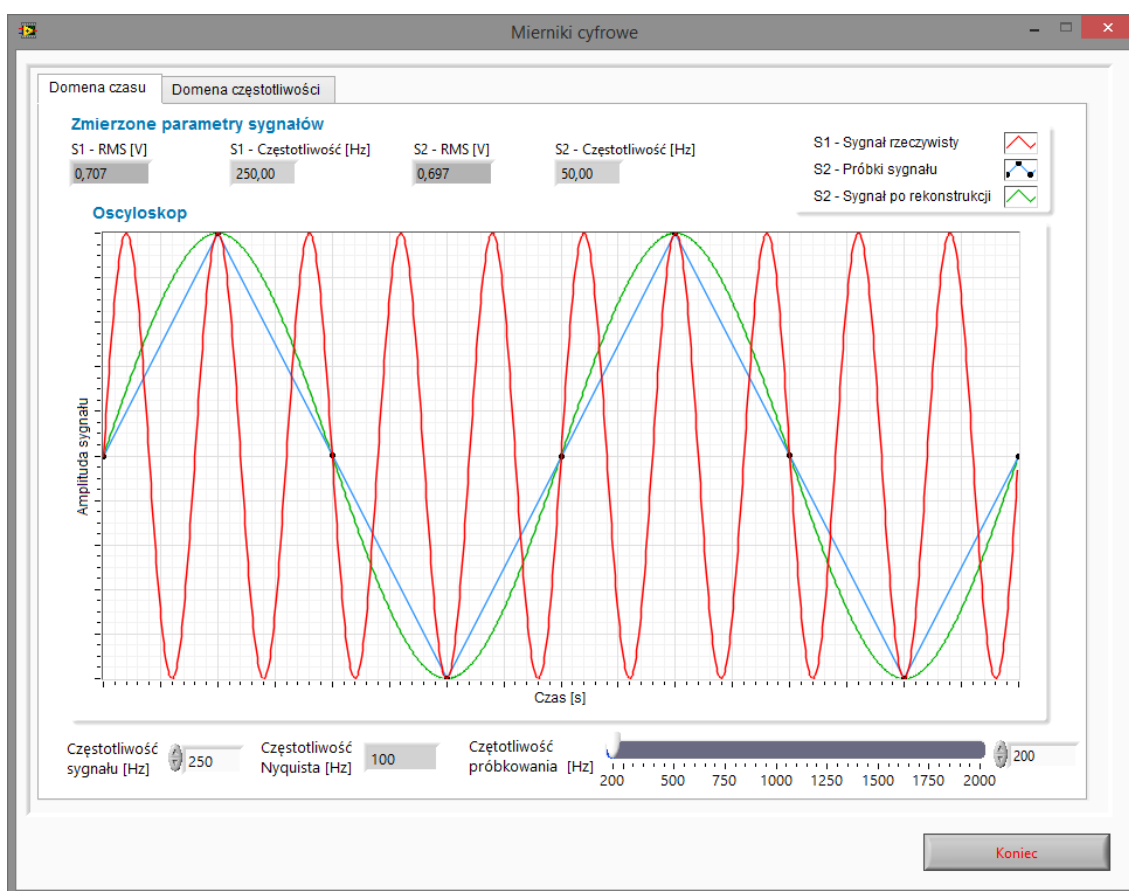 Mierniki cyfrowe
Domena czasu
Domena częstotliwości
Zmierzone parametry sygnałów
S1 - RMS [V]
S1 - Częstotliwość [Hz]
S2 - RMS [V]
S2 - Częstotliwość [Hz]
0,707
250,00
0,697
50,00
S1 - Sygnał rzeczywisty
S2 - Próbki sygnału
S2 - Sygnał po rekonstrukcji
Oscyloskop
Amplituda sygnału
Czas [s]
Częstotliwość
sygnału [Hz]
250
Częstotliwość
Nyquista [Hz]
100
Czętotliwość
próbkowania [Hz]
200 500 750 1000 1250 1500 1750 2000
200
Koniec